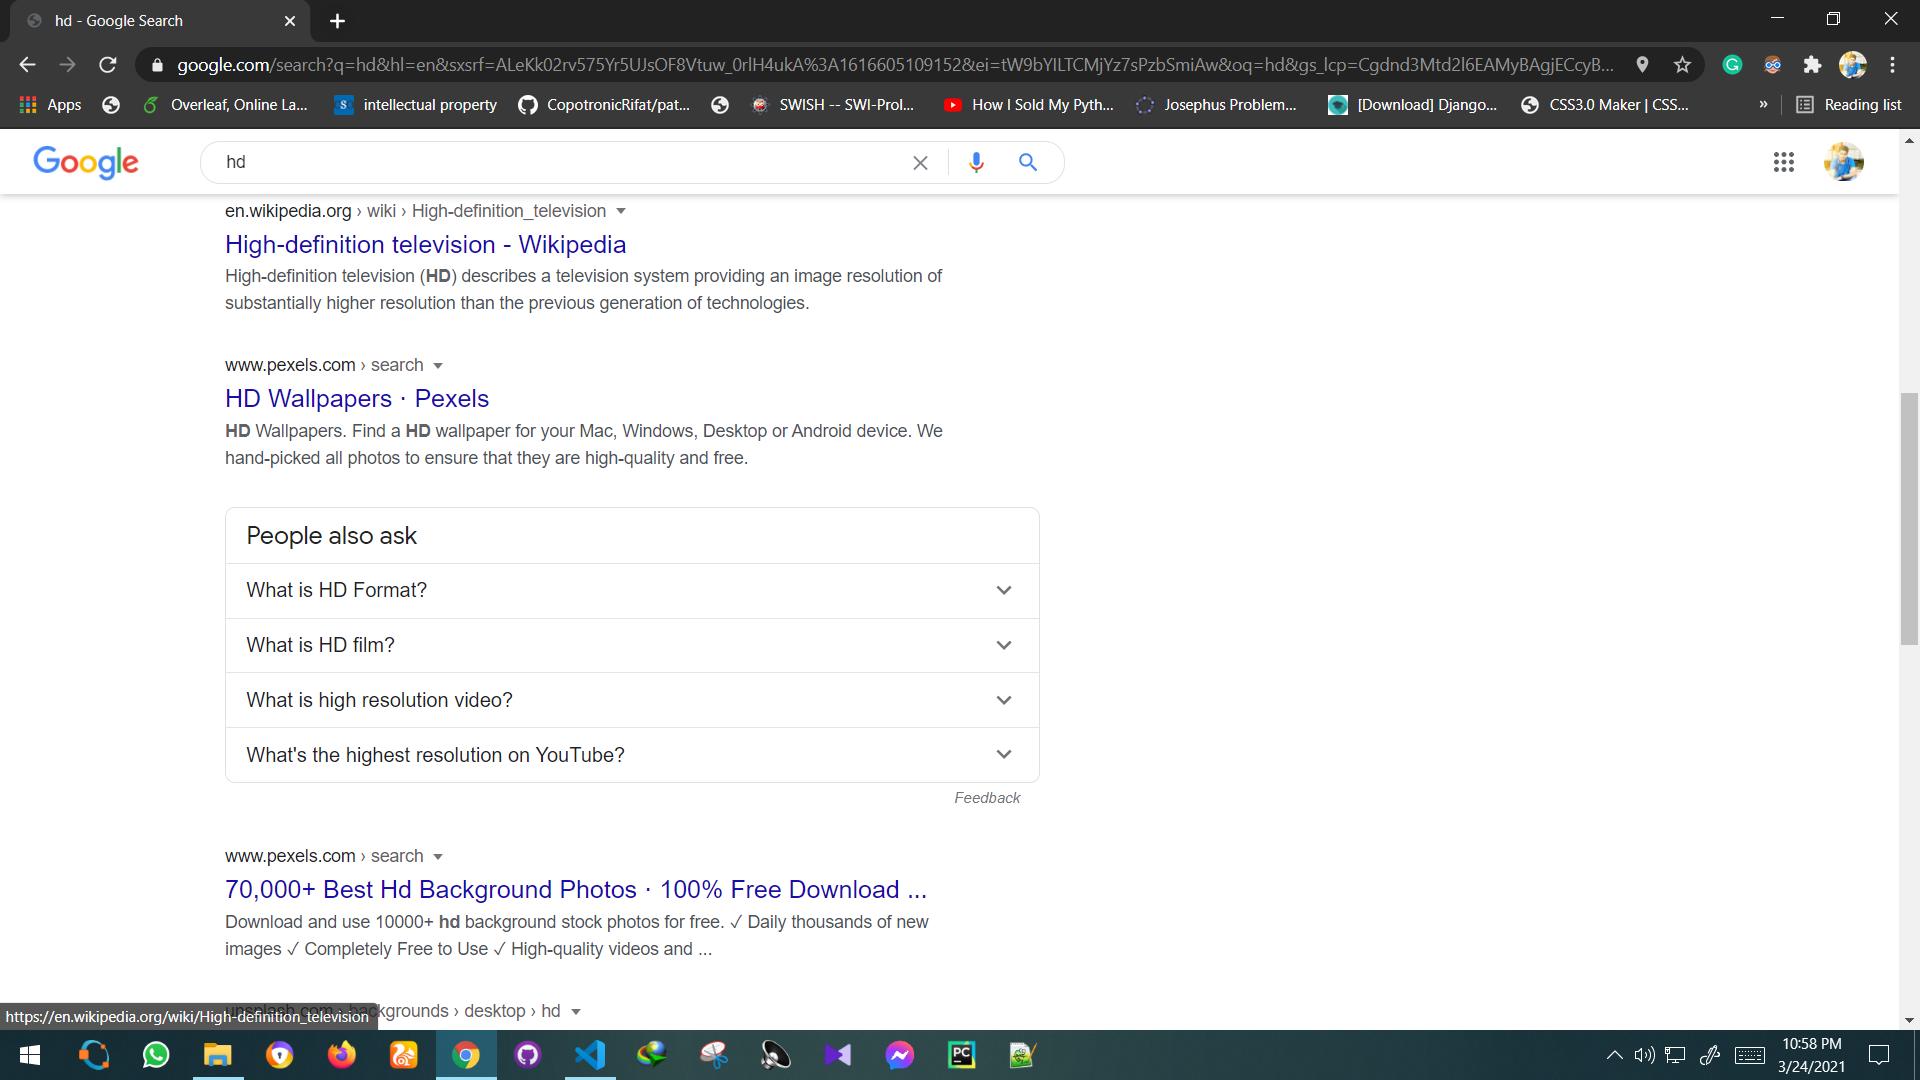 hd - Google Search
google.com/search?q=hd&hl=en&sxsrf=ALeKk02rv575Yr5UJsOF8Vtuw_0rlH4ukA%3A1616605109152&ei=tW9bYILTCMjYz7sPzbSmiAw&oq=hd&gs_lcp=Cgdnd3Mtd2l6EAMyBAgjECcyB...
Apps Overleaf, Online La... intellectual property CopotronicRifat/pat... SWISH -- SWI-Prol... How I Sold My Pyth... Josephus Problem... [Download] Django... CSS3.0 Maker | CSS... » Reading list
Google hd
en.wikipedia.org › wiki › High-definition_television
High-definition television - Wikipedia
High-definition television (HD) describes a television system providing an image resolution of
substantially higher resolution than the previous generation of technologies.
www.pexels.com › search
HD Wallpapers · Pexels
HD Wallpapers. Find a HD wallpaper for your Mac, Windows, Desktop or Android device. We
hand-picked all photos to ensure that they are high-quality and free.
People also ask
What is HD Format?
What is HD film?
What is high resolution video?
What's the highest resolution on YouTube?
Feedback
www.pexels.com › search
70,000+ Best Hd Background Photos · 100% Free Download ...
Download and use 10000+ hd background stock photos for free. ✓ Daily thousands of new
images ✓ Completely Free to Use ✓ High-quality videos and ...
unsplash.com › backgrounds › desktop › hd
https://en.wikipedia.org/wiki/High-definition_television
PC
10:58 PM
3/24/2021